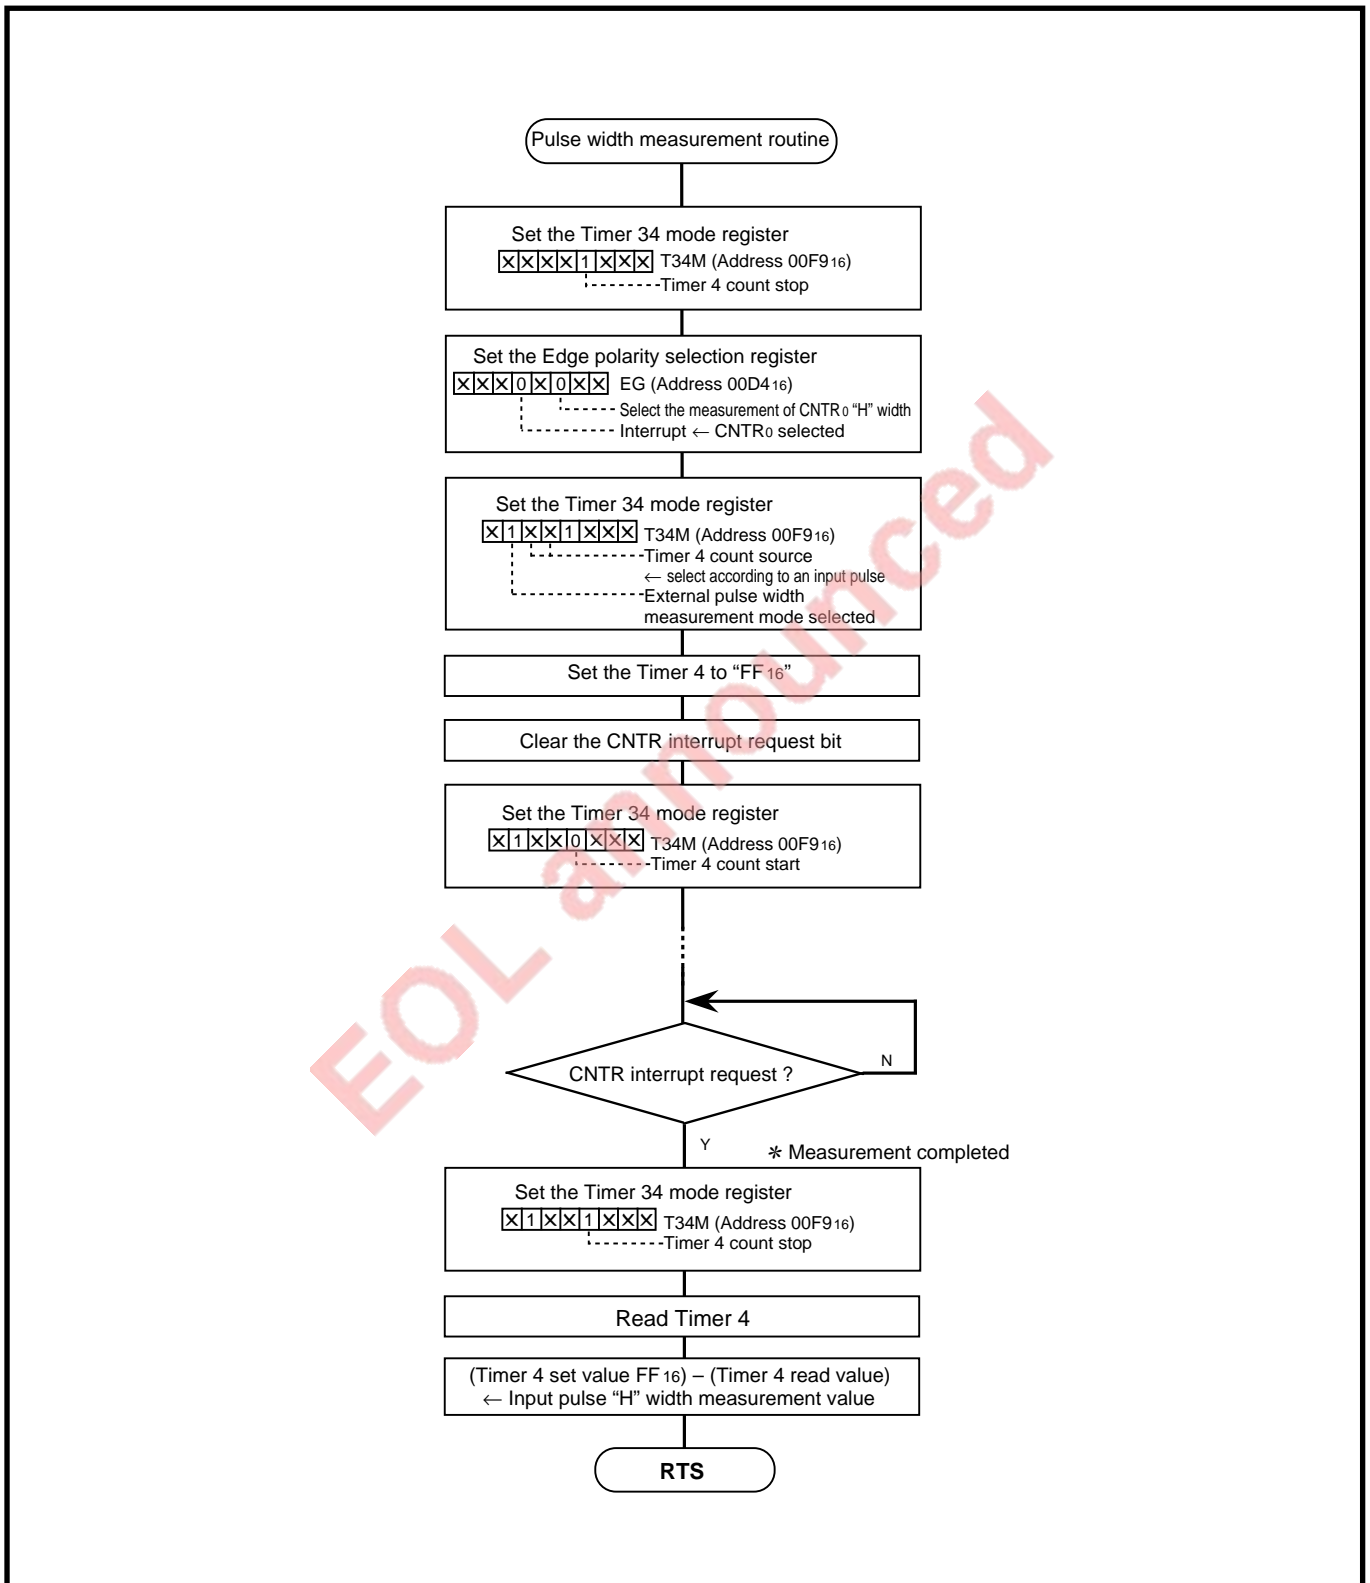 Pulse width measurement routine
Set the Timer 34 mode register
X X X X 1 X X X T34M (Address 00F916)
Timer 4 count stop
Set the Edge polarity selection register
X X X 0 X 0 X X EG (Address 00D416)
Select the measurement of CNTR0 “H” width
Interrupt ← CNTR0 selected
Set the Timer 34 mode register
X 1 X X 1 X X X T34M (Address 00F916)
Timer 4 count source
← select according to an input pulse
External pulse width
measurement mode selected
Set the Timer 4 to “FF16”
Clear the CNTR interrupt request bit
Set the Timer 34 mode register
X 1 X X 0 X X X T34M (Address 00F916)
Timer 4 count start
CNTR interrupt request ?
N
Y
* Measurement completed
Set the Timer 34 mode register
X 1 X X 1 X X X T34M (Address 00F916)
Timer 4 count stop
Read Timer 4
(Timer 4 set value FF16) – (Timer 4 read value)
← Input pulse “H” width measurement value
RTS
EOL announced